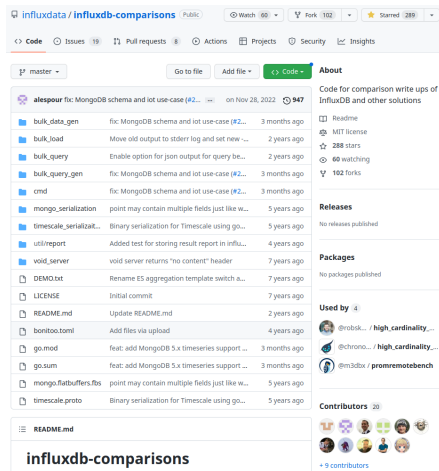 influxdata / influxdb-comparisons Public
Watch 60 Fork 102 Starred 289
Code Issues 19 Pull requests 8 Actions Projects Security Insights
master Go to file Add file Code
alespour fix: MongoDB schema and iot use-case (#2... on Nov 28, 2022 947
bulk_data_gen fix: MongoDB schema and iot use-case (#2... 3 months ago
bulk_load Move old output to stderr log and set new -... 2 years ago
bulk_query Enable option for json output for query be... 2 years ago
bulk_query_gen fix: MongoDB schema and iot use-case (#2... 3 months ago
cmd fix: MongoDB schema and iot use-case (#2... 3 months ago
mongo_serialization point may contain multiple fields just like w... 5 years ago
timescale_serializait... Binary serialization for Timescale using go... 5 years ago
util/report Added test for storing result report in influ... 4 years ago
void_server void server returns "no content" header 7 years ago
DEMO.txt Rename ES aggregation template switch a... 7 years ago
LICENSE Initial commit 7 years ago
README.md Update README.md 2 years ago
bonitoo.toml Add files via upload 4 years ago
go.mod feat: add MongoDB 5.x timeseries support ... 3 months ago
go.sum feat: add MongoDB 5.x timeseries support ... 3 months ago
mongo.flatbuffers.fbs point may contain multiple fields just like w... 5 years ago
timescale.proto Binary serialization for Timescale using go... 5 years ago
README.md
influxdb-comparisons
About
Code for comparison write ups of
InfluxDB and other solutions
Readme
MIT license
288 stars
60 watching
102 forks
Releases
No releases published
Packages
No packages published
Used by 4
@robsk... / high_cardinality_...
@chrono... / high_cardinality_...
@m3dbx / promremotebench
Contributors 20
+ 9 contributors